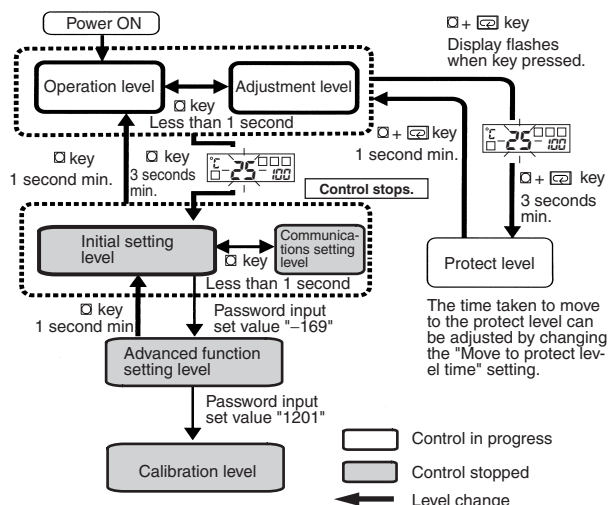 Power ON
Operation level
Adjustment level
key
Less than 1 second
key
1 second min.
key
3 seconds
min.
°C
25
100
Control stops.
+ key
Display flashes
when key pressed.
+ key
1 second min.
°C
25
100
+ key
3 seconds
min.
Protect level
The time taken to move
to the protect level can
be adjusted by changing
the "Move to protect lev-
el time" setting.
Initial setting
level
key
Less than 1 second
Communica-
tions setting
level
key
1 second min
Password input
set value "−169"
Advanced function
setting level
Password input
set value "1201"
Calibration level
Control in progress
Control stopped
Level change